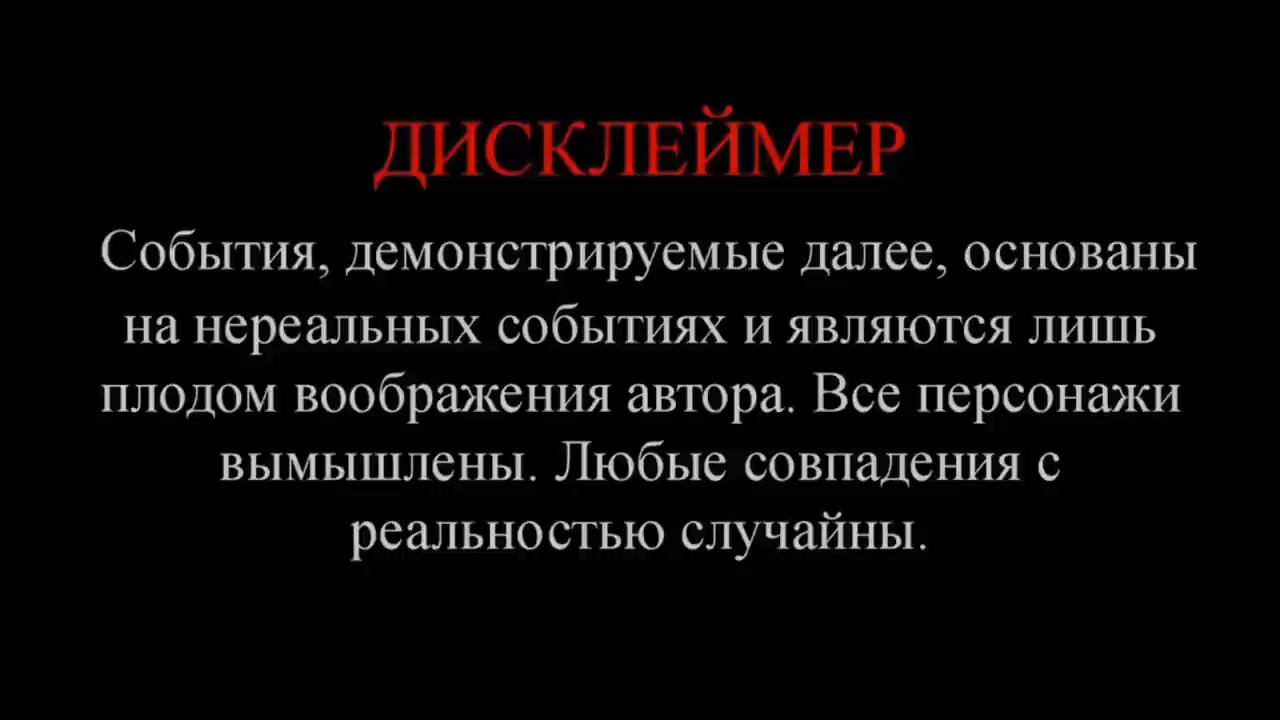 ДИСКЛЕЙМЕР
События, демонстрируемые далее, основаны
на нереальных событиях и являются лишь
плодом воображения автора. Все персонажи
вымышлены. Любые совпадения с
реальностью случайны.